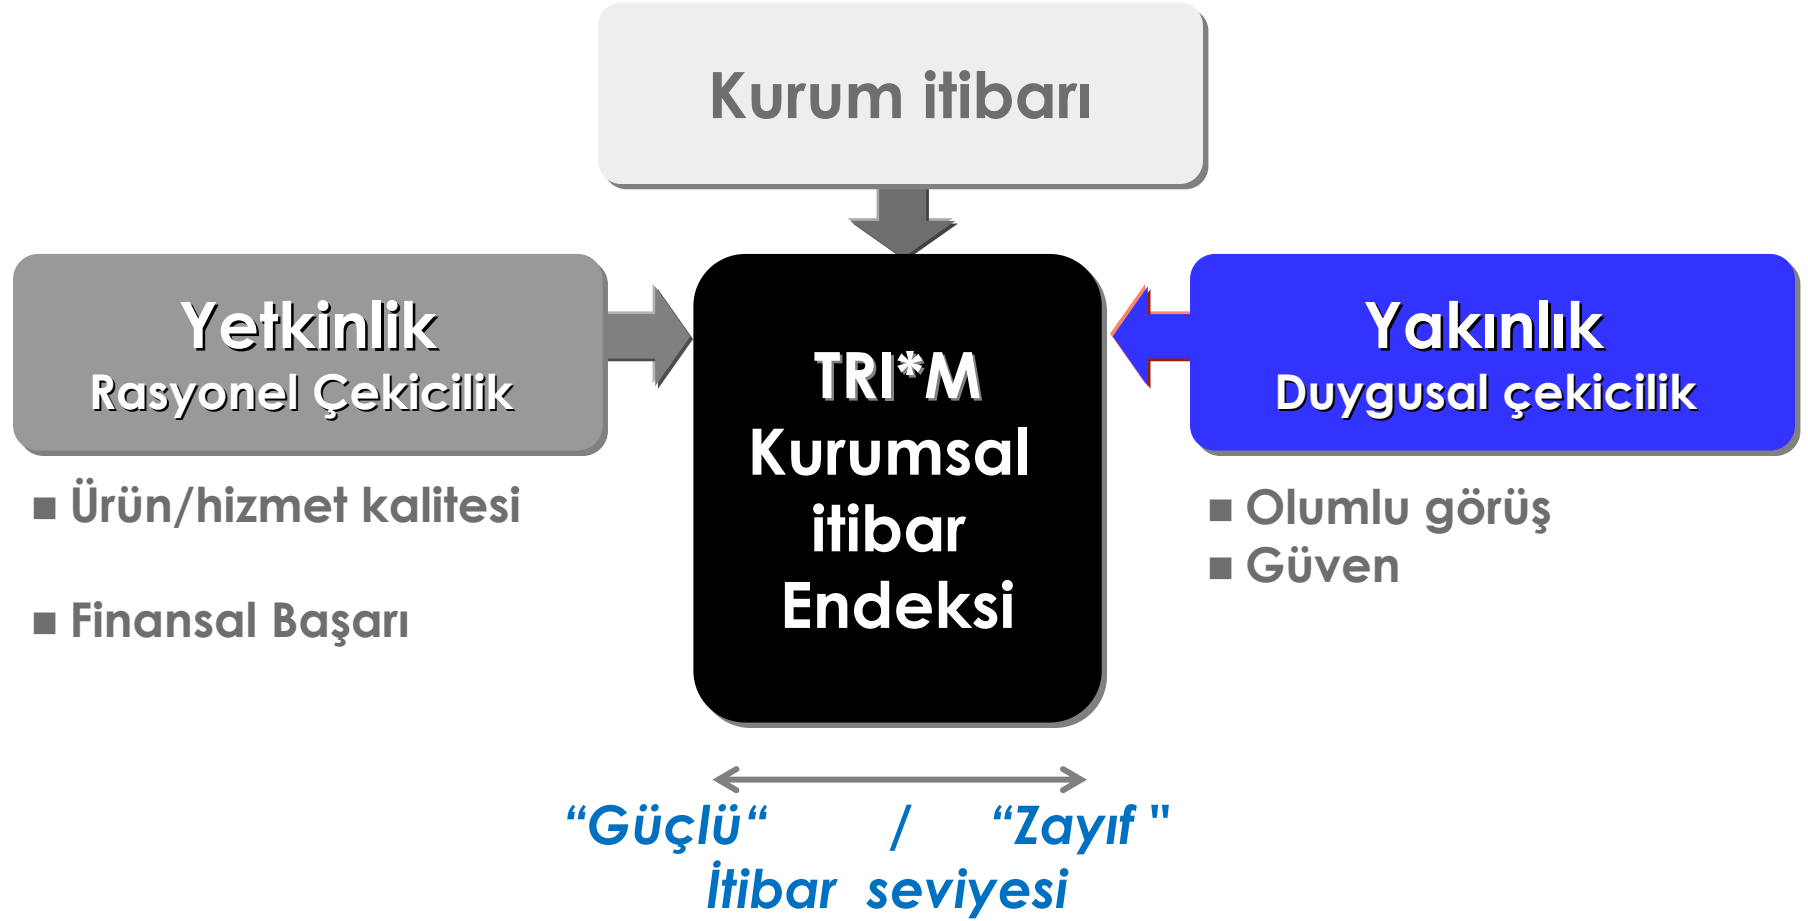 Kurum itibarı
Yetkinlik
Rasyonel Çekicilik
■ Ürün/hizmet kalitesi
■ Finansal Başarı
TRI*M
Kurumsal
itibar
Endeksi
Yakınlık
Duygusal çekicilik
■ Olumlu görüş
■ Güven
“Güçlü“ / “Zayıf "
İtibar seviyesi